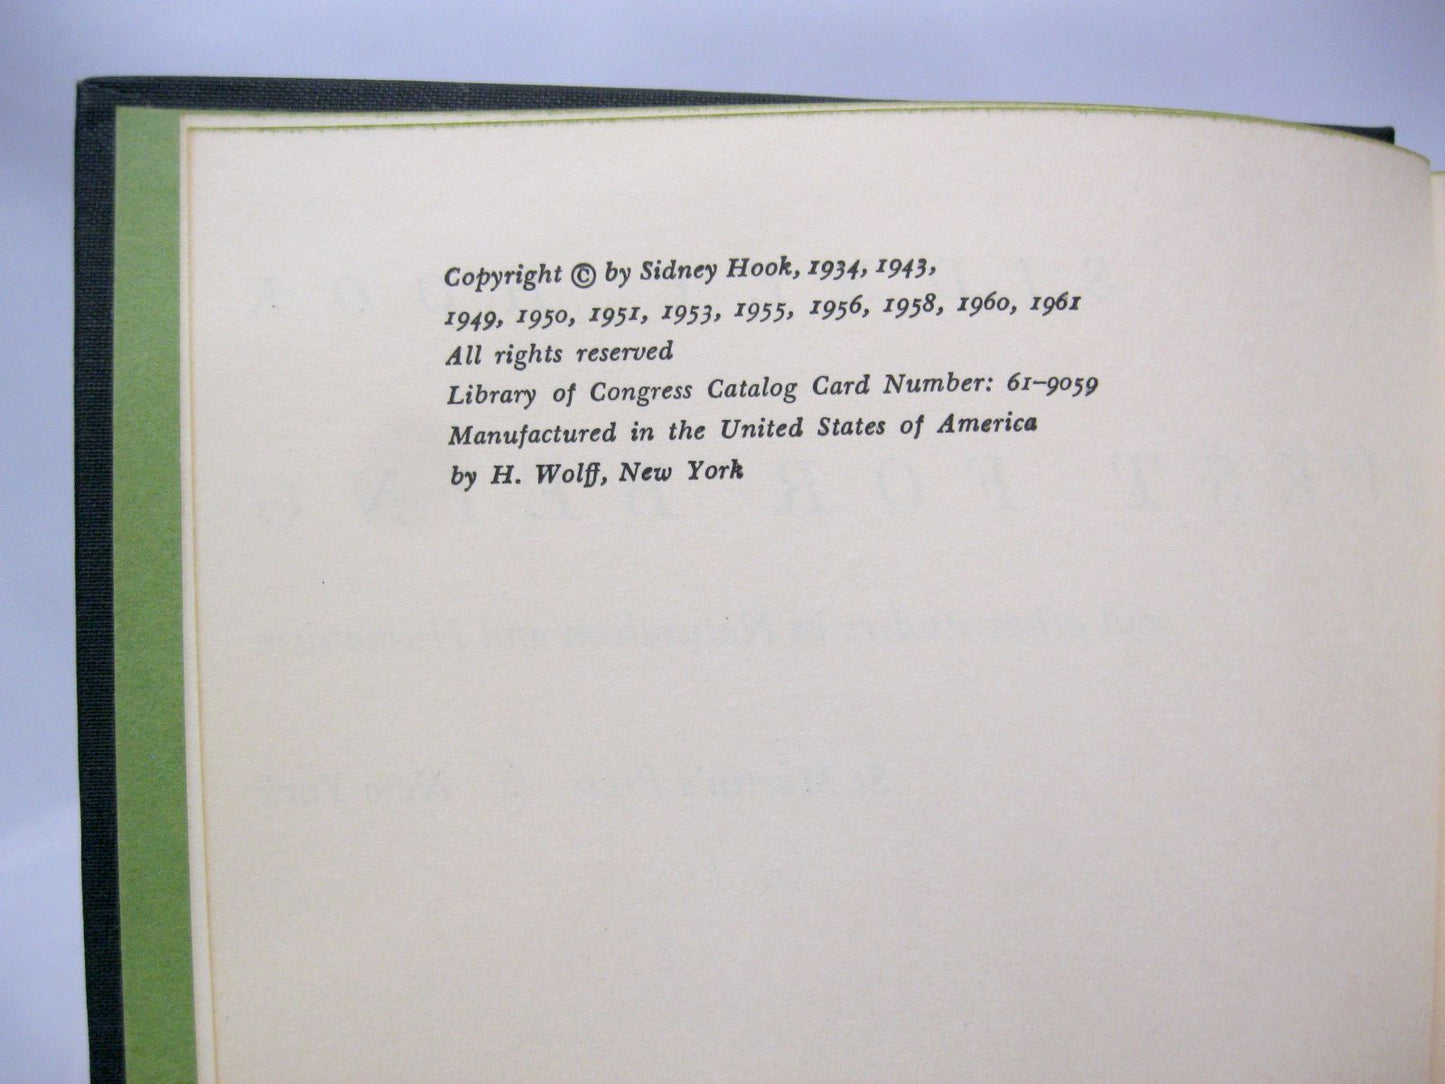 Copyright © by Sidney Hook, 1934, 1943,
1949, 1950, 1951, 1953, 1955, 1956, 1958, 1960, 1961
All rights reserved
Library of Congress Catalog Card Number: 61–9059
Manufactured in the United States of America
by H. Wolff, New York